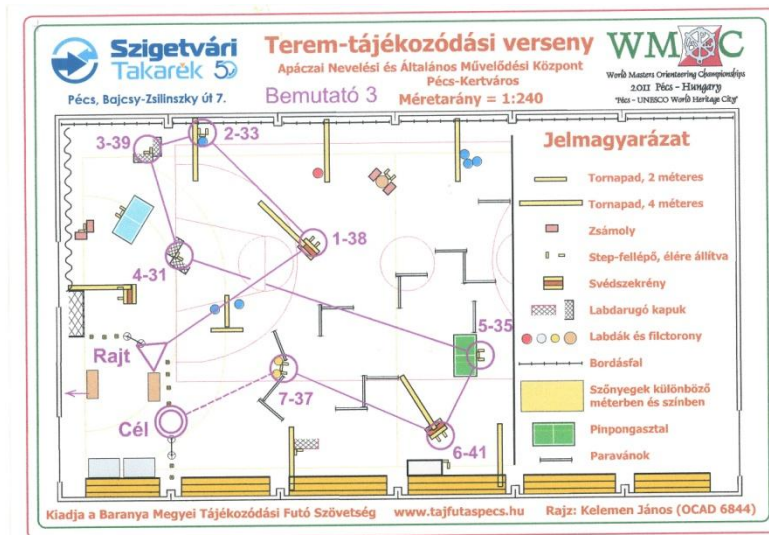 Szigetvári
Takarék 50
Pécs, Bajcsy-Zsilinszky út 7.
Terem-tájékozódási verseny
Apáczai Nevelési és Általános Művelődési Központ
Pécs-Kertváros
Bemutató 3
Méretarány = 1:240
WM C
World Masters Orienteering Championships
2011 Pécs - Hungary
"Pécs - UNESCO World Heritage City"
3-39
2-33
1-38
4-31
5-35
Rajt
7-37
Cél
6-41
Jelmagyarázat
Tornapad, 2 méteres
Tornapad, 4 méteres
Zsámoly
Step-fellépő, élére állítva
Svédszekrény
Labdarugó kapuk
Labdák és filctorony
Bordásfal
Szőnyegek különböző
méterben és színben
Pinpongasztal
Paravánok
Kiadja a Baranya Megyei Tájékozódási Futó Szövetség www.tajfutaspecs.hu Rajz: Kelemen János (OCAD 6844)